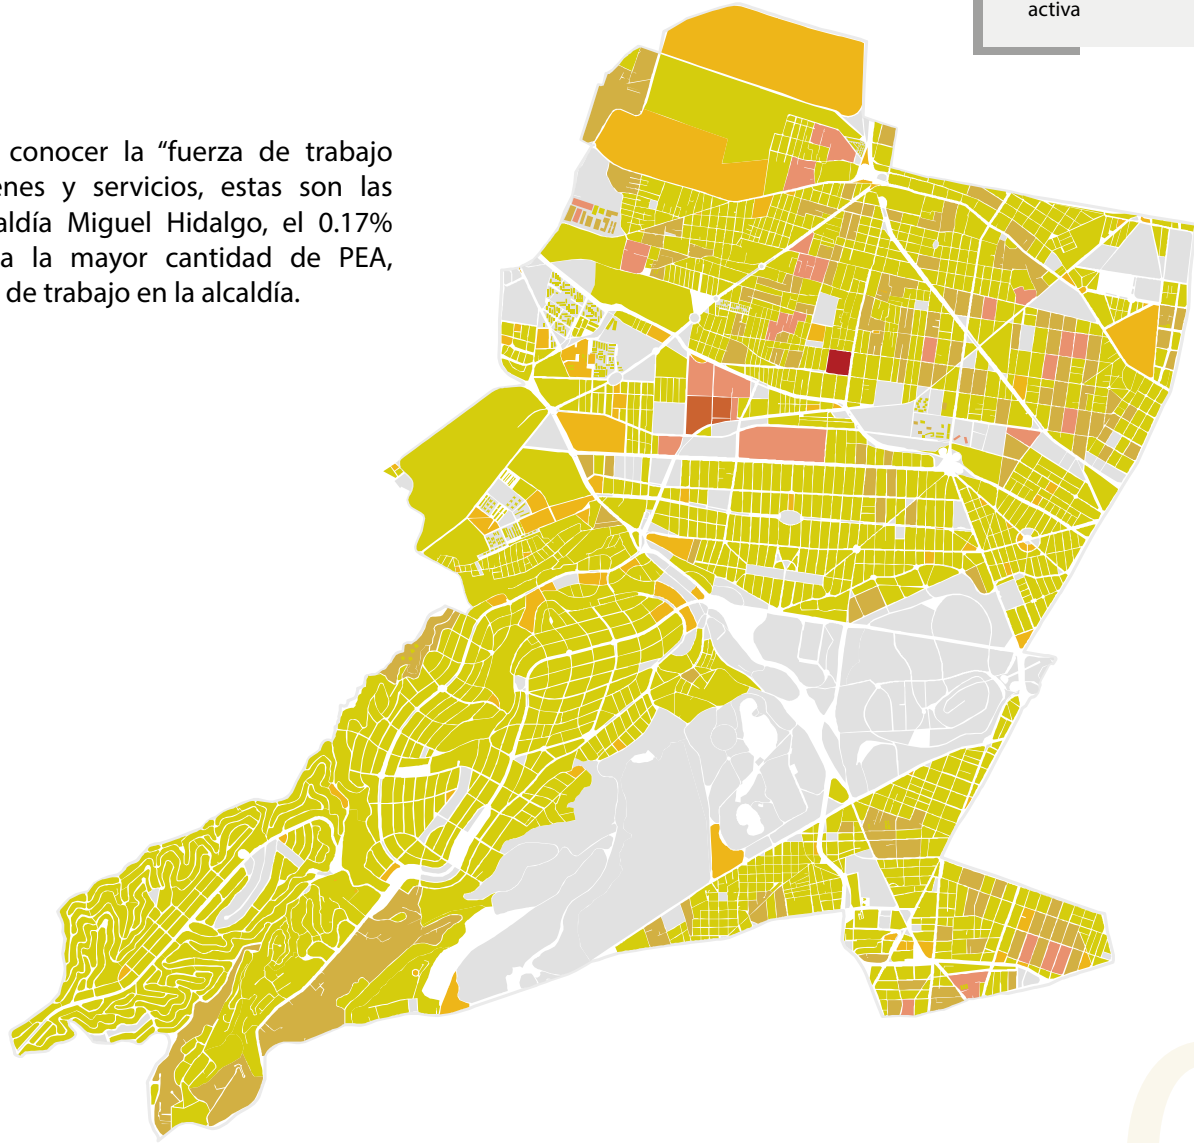 activa
conocer la “fuerza de trabajo
enes y servicios, estas son las
aldía Miguel Hidalgo, el 0.17%
a la mayor cantidad de PEA,
de trabajo en la alcaldía.